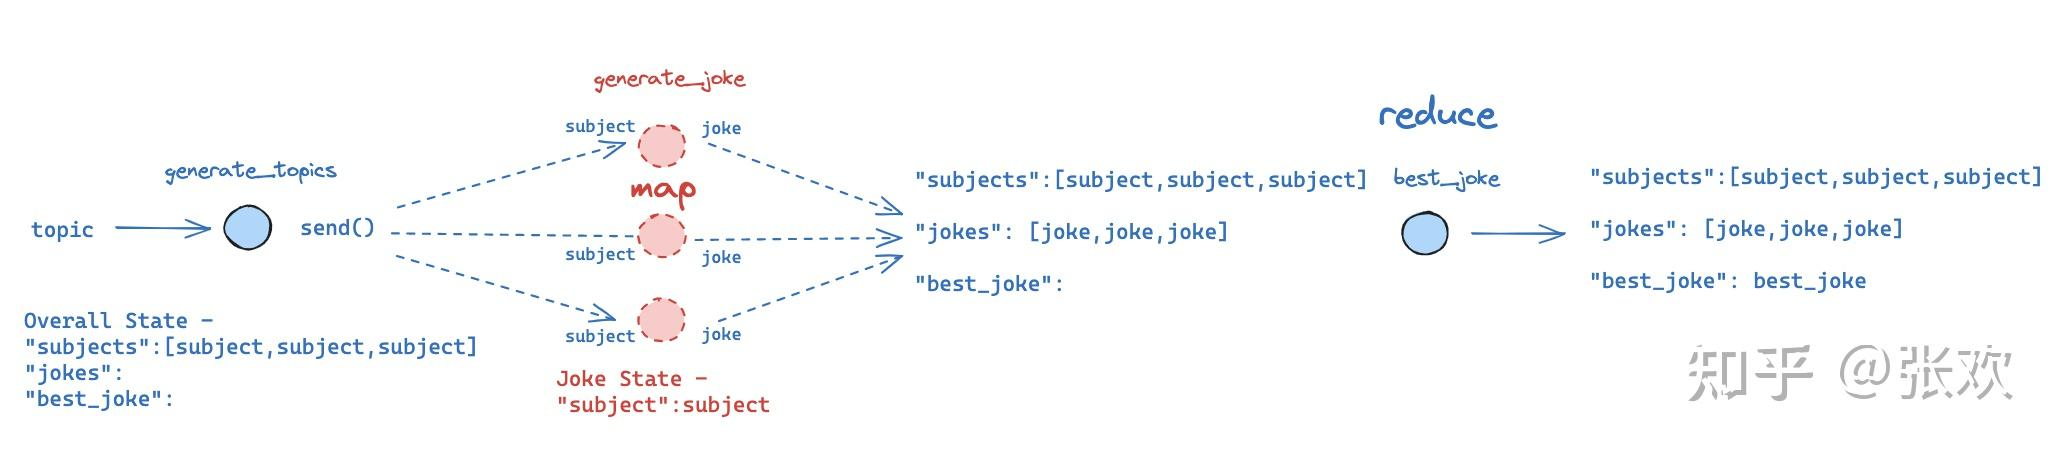 generate_joke
reduce
subject
joke
generate_topics
map
"subjects":[subject,subject,subject]
best_joke
"subjects":[subject,subject,subject]
topic
send()
"jokes": [joke,joke,joke]
"jokes": [joke,joke,joke]
subject
joke
"best_joke":
"best_joke": best_joke
subject
joke
Overall State -
"subjects":[subject,subject,subject]
"jokes":
"best_joke":
Joke State -
"subject":subject
知乎 @张欢